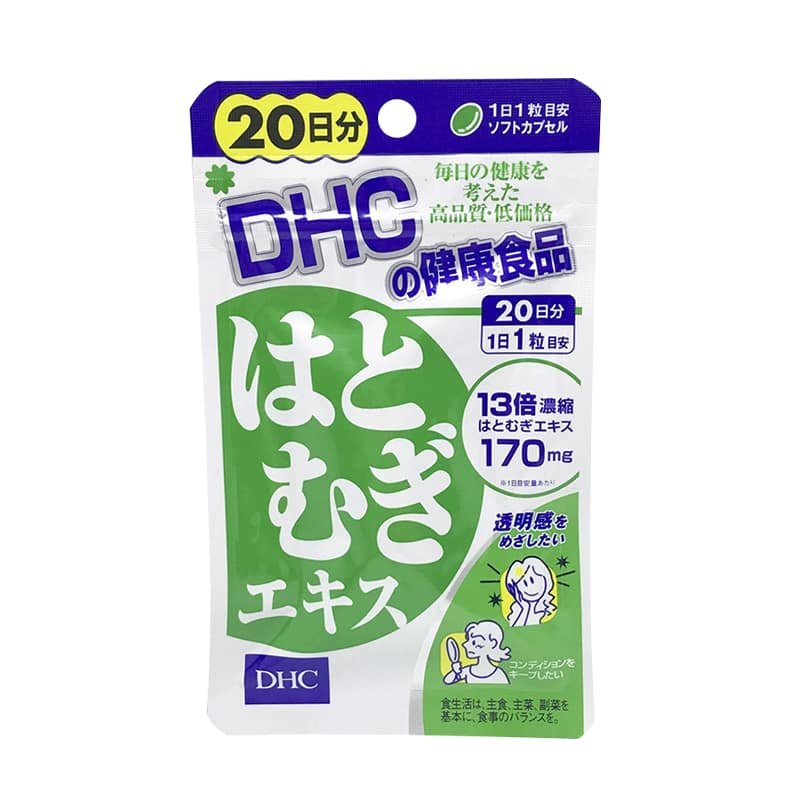 20日分
1日1粒目安
ソフトカプセル
毎日の健康を
考えた
高品質・低価格
DHC
の健康食品
20日分
1日1粒目安
はと
むぎ
エキス
13倍濃縮
はとむぎエキス
170mg
※1日目安量あたり
透明感を
めざしたい
コンディションを
キープしたい
DHC
食生活は、主食、主菜、副菜を
基本に、食事のバランスを。